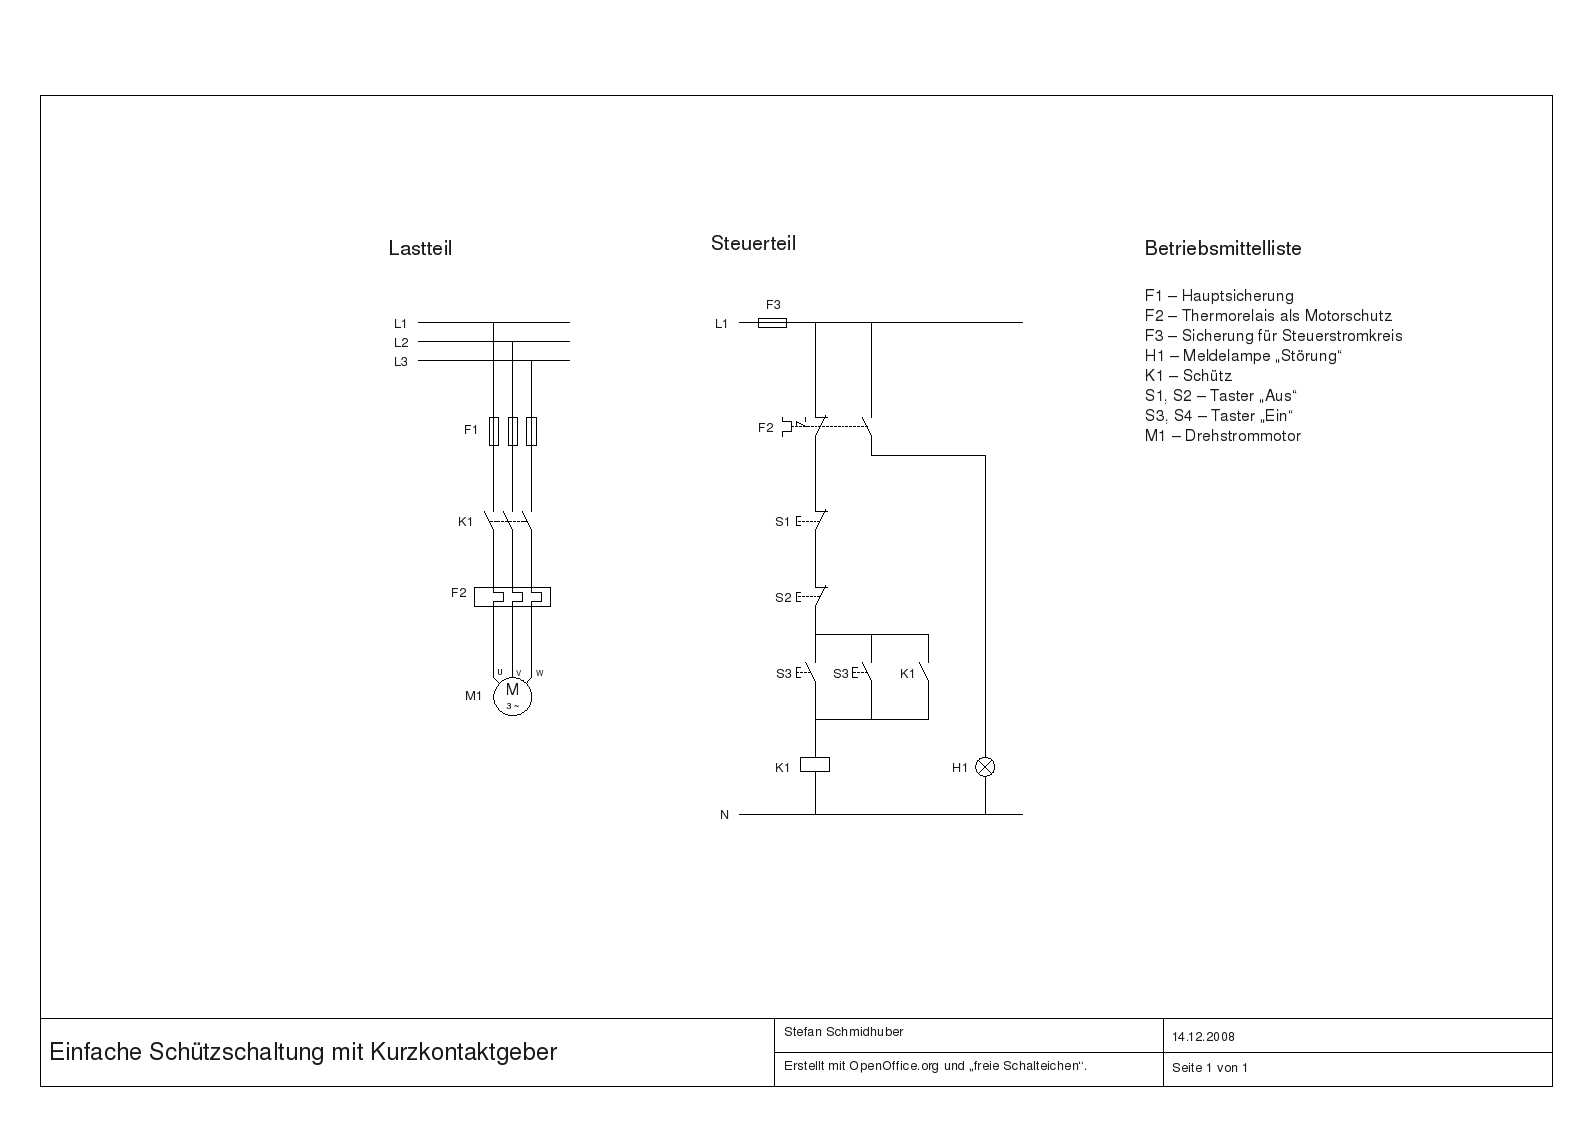 Lastteil
L1
L2
L3
F1
K1
F2
U V W
M1
M
3 ~
Steuerteil
F3
L1
F2
S1
S2
S3
S3
K1
K1
H1
N
Betriebsmittelliste
F1 – Hauptsicherung
F2 – Thermorelais als Motorschutz
F3 – Sicherung für Steuerstromkreis
H1 – Meldelampe „Störung“
K1 – Schütz
S1, S2 – Taster „Aus“
S3, S4 – Taster „Ein“
M1 – Drehstrommotor
Einfache Schützschaltung mit Kurzkontaktgeber
Stefan Schmidhuber
Erstellt mit OpenOffice.org und „freie Schalteichen“.
14.12.2008
Seite 1 von 1